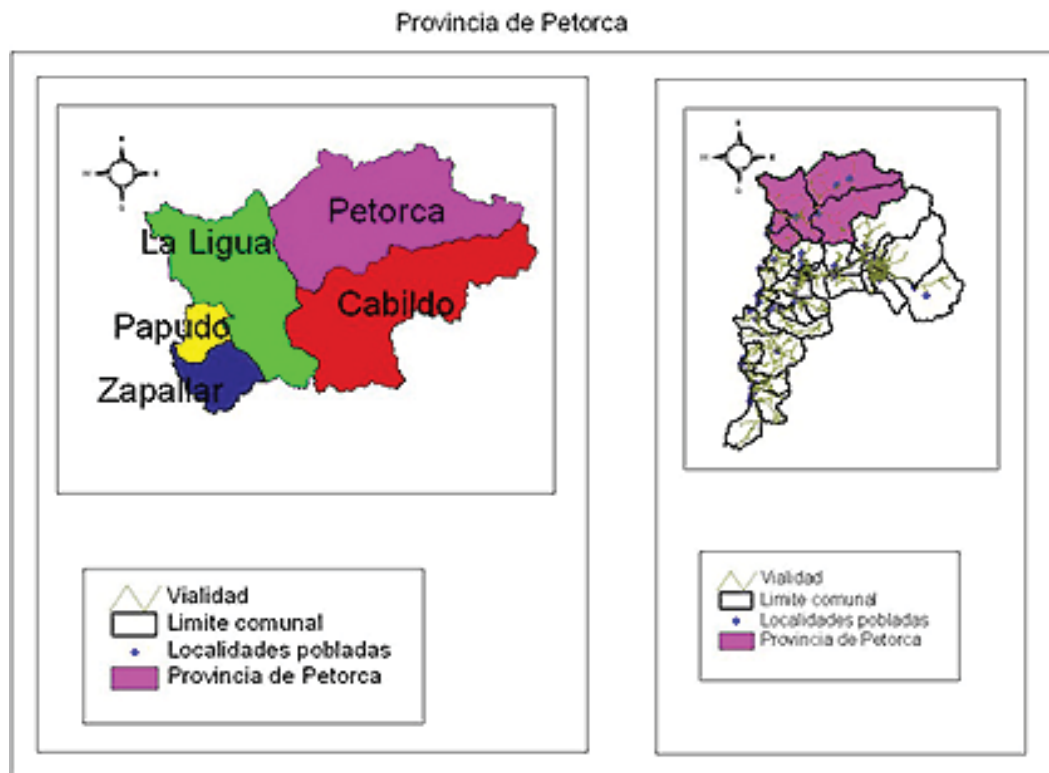 Provincia de Petorca
Petorca
La Ligua
Cabildo
Papudo
Zapallar
Vialidad
Limite comunal
Localidades pobladas
Provincia de Petorca
Vialidad
Limite comunal
Localidades pobladas
Provincia de Petorca